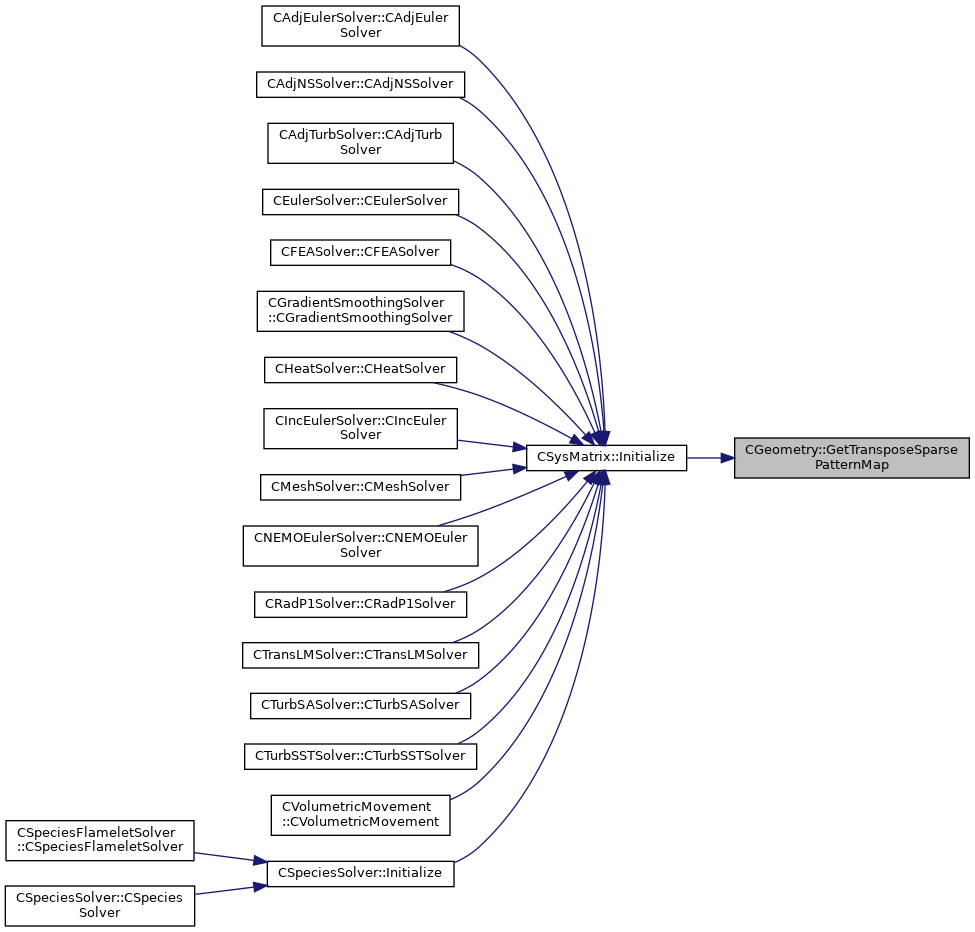 CAdjEulerSolver::CAdjEuler
Solver
CAdjNSSolver::CAdjNSSolver
CAdjTurbSolver::CAdjTurb
Solver
CEulerSolver::CEulerSolver
CFEASolver::CFEASolver
CGradientSmoothingSolver
::CGradientSmoothingSolver
CHeatSolver::CHeatSolver
CIncEulerSolver::CIncEuler
Solver
CMeshSolver::CMeshSolver
CNEMOEulerSolver::CNEMOEuler
Solver
CRadP1Solver::CRadP1Solver
CTransLMSolver::CTransLMSolver
CTurbSASolver::CTurbSASolver
CTurbSSTSolver::CTurbSSTSolver
CVolumetricMovement
::CVolumetricMovement
CSpeciesSolver::Initialize
CSpeciesFlameletSolver
::CSpeciesFlameletSolver
CSpeciesSolver::CSpecies
Solver
CSysMatrix::Initialize
CGeometry::GetTransposeSparse
PatternMap